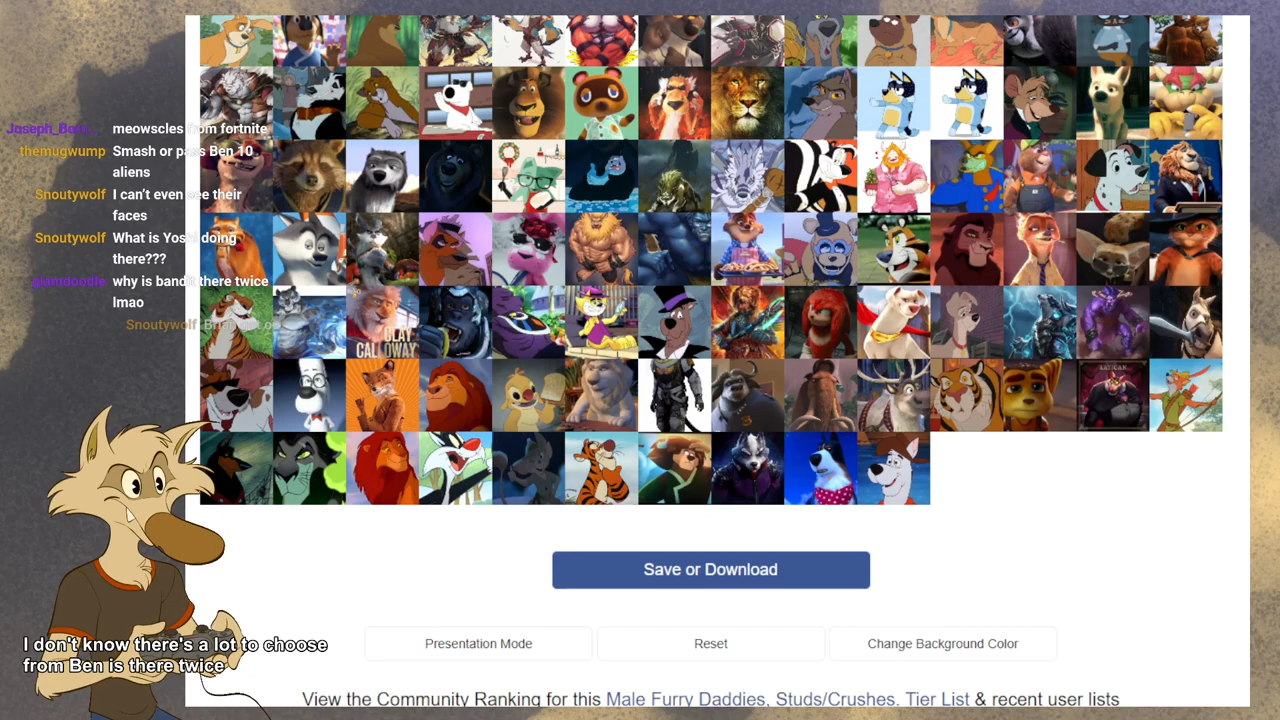 meowscles from fortnite
themugwump Smash or pass Ben 10
aliens
Snoutywolf I can't even see their
faces
Snoutywolf What is Yoshi doing
there???
why is bandit there twice
lmao
Snoutywolf
CLAY
CALLOWAY
Save or Download
I don't know there's a lot to choose
from Ben is there twice
Presentation Mode Reset Change Background Color
View the Community Ranking for this Male Furry Daddies, Studs/Crushes. Tier List & recent user lists